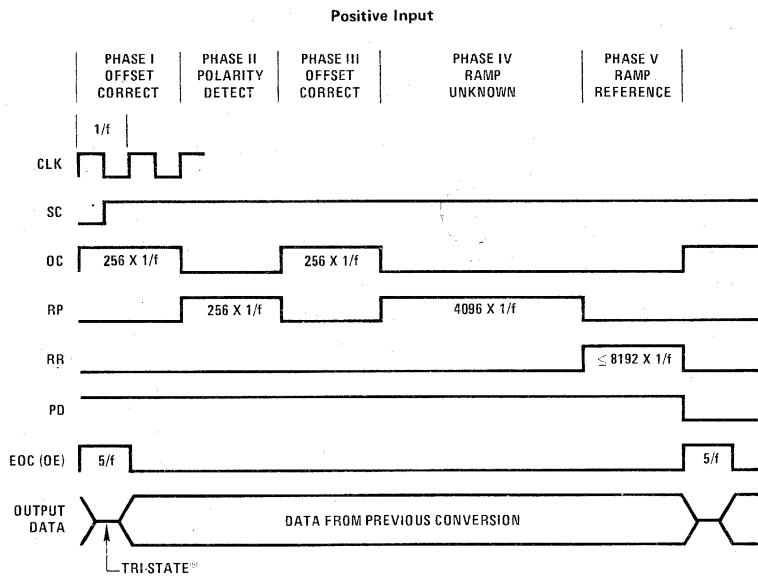 Positive Input
PHASE I
OFFSET
CORRECT
PHASE II
POLARITY
DETECT
PHASE III
OFFSET
CORRECT
PHASE IV
RAMP
UNKNOWN
PHASE V
RAMP
REFERENCE
1/f
CLK
SC
OC
256 X 1/f
256 X 1/f
RP
256 X 1/f
4096 X 1/f
RR
≤ 8192 X 1/f
PD
EOC (OE)
5/f
5/f
OUTPUT
DATA
DATA FROM PREVIOUS CONVERSION
TRI-STATE®